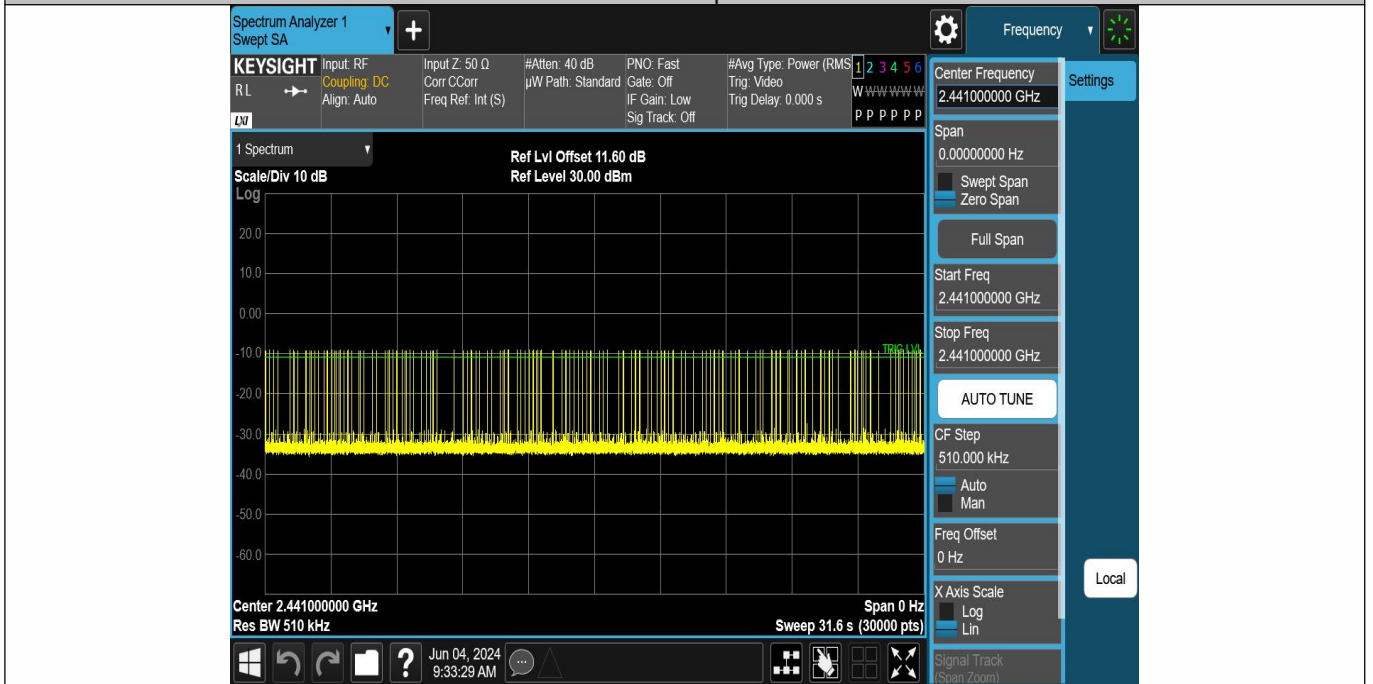 Spectrum Analyzer 1
Swept SA
Frequency
KEYSIGHT
RL
LXI
Input: RF
Coupling: DC
Align: Auto
Input Z: 50 Ω
Corr CCorr
Freq Ref: Int (S)
#Atten: 40 dB
µW Path: Standard
PNO: Fast
Gate: Off
IF Gain: Low
Sig Track: Off
#Avg Type: Power (RMS
Trig: Video
Trig Delay: 0.000 s
1 2 3 4 5 6
W W W W W W
P P P P P P
Center Frequency
2.441000000 GHz
Settings
Span
0.00000000 Hz
Swept Span
Zero Span
Full Span
Start Freq
2.441000000 GHz
Stop Freq
2.441000000 GHz
AUTO TUNE
CF Step
510.000 kHz
Auto
Man
Freq Offset
0 Hz
X Axis Scale
Log
Lin
Signal Track
(Span Zoom)
Local
1 Spectrum
Scale/Div 10 dB
Log
Ref Lvl Offset 11.60 dB
Ref Level 30.00 dBm
20.0
10.0
0.00
-10.0
-20.0
-30.0
-40.0
-50.0
-60.0
TRIG LVL
Center 2.441000000 GHz
Res BW 510 kHz
Span 0 Hz
Sweep 31.6 s (30000 pts)
?
Jun 04, 2024
9:33:29 AM